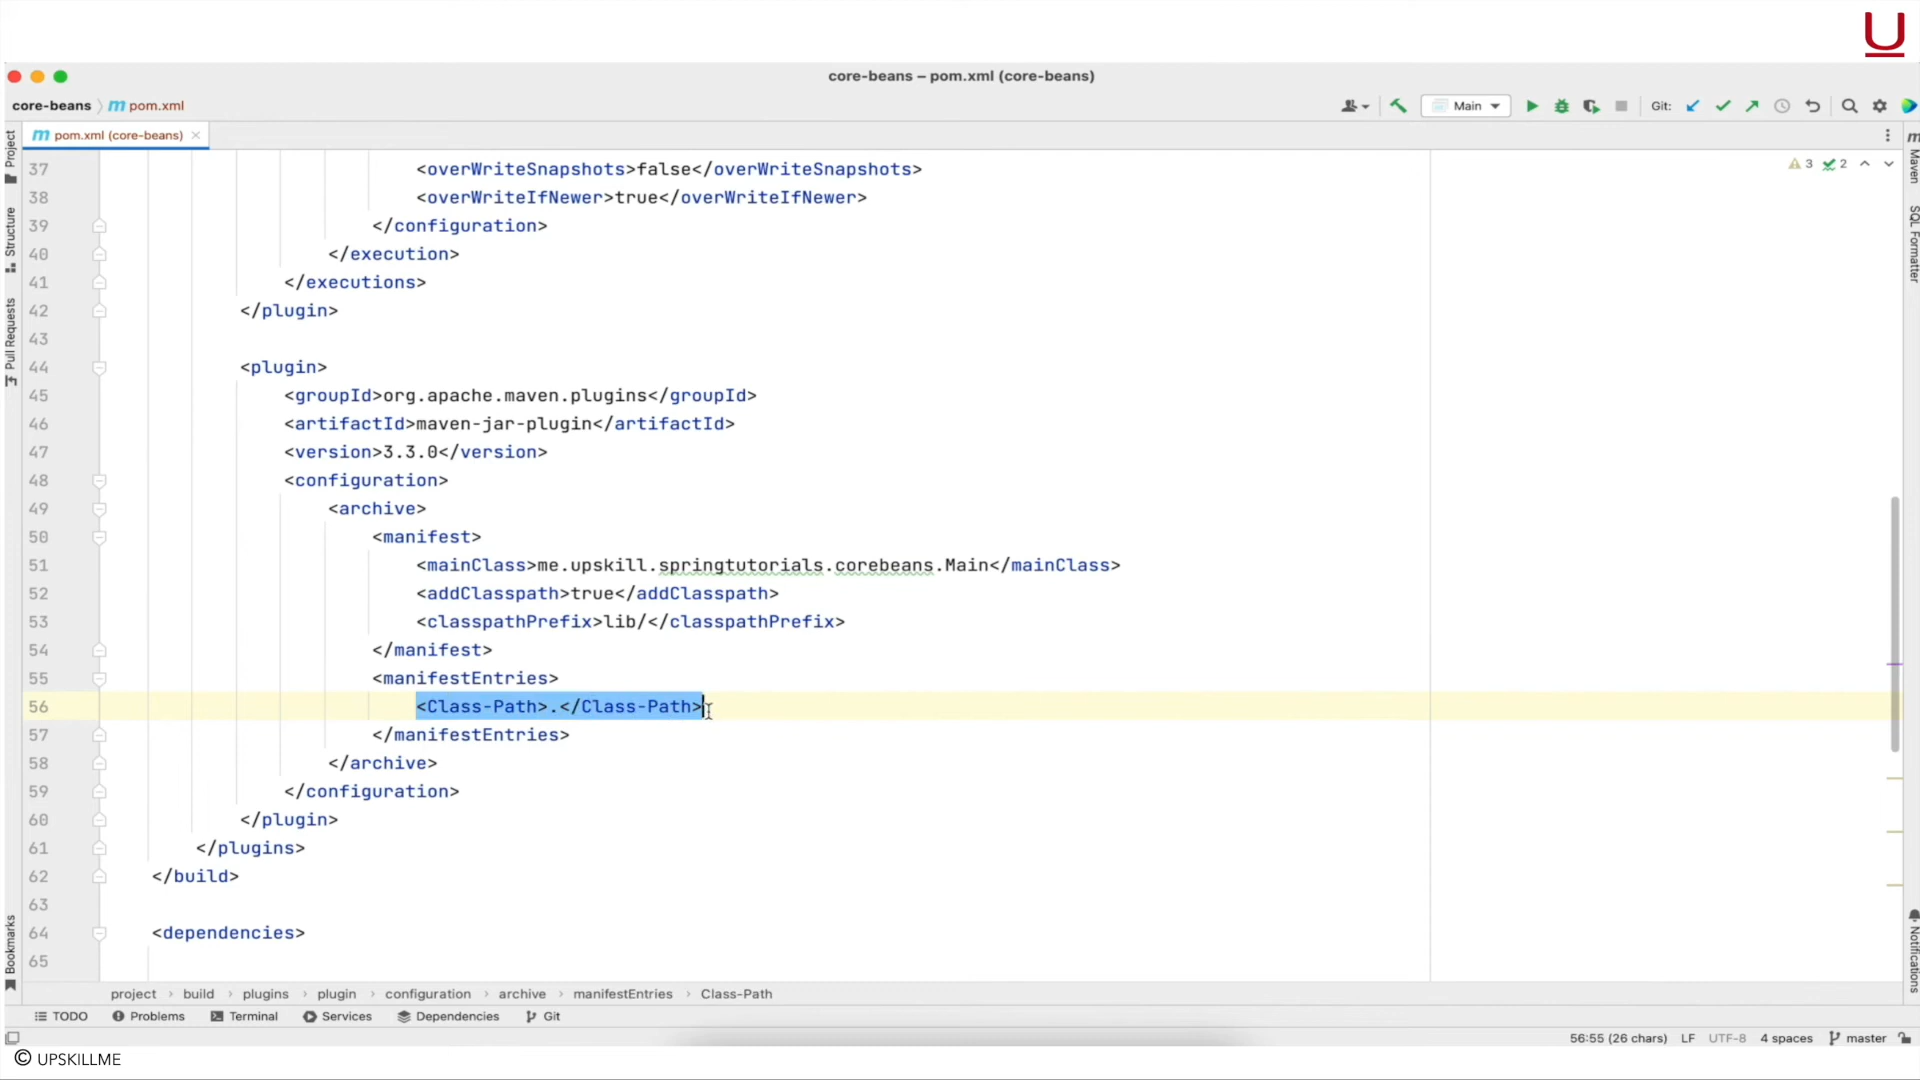 U
core-beans – pom.xml (core-beans)
core-beans 〉 m pom.xml
Main
Git:
m pom.xml (core-beans) ×
3 2
Project
Structure
Pull Requests
Bookmarks
m Maven
SQL Formatter
Notifications
37 <overWriteSnapshots>false</overWriteSnapshots>
38 <overWriteIfNewer>true</overWriteIfNewer>
39 </configuration>
40 </execution>
41 </executions>
42 </plugin>
43
44 <plugin>
45 <groupId>org.apache.maven.plugins</groupId>
46 <artifactId>maven-jar-plugin</artifactId>
47 <version>3.3.0</version>
48 <configuration>
49 <archive>
50 <manifest>
51 <mainClass>me.upskill.springtutorials.corebeans.Main</mainClass>
52 <addClasspath>true</addClasspath>
53 <classpathPrefix>lib/</classpathPrefix>
54 </manifest>
55 <manifestEntries>
56 <Class-Path>.</Class-Path>
57 </manifestEntries>
58 </archive>
59 </configuration>
60 </plugin>
61 </plugins>
62 </build>
63
64 <dependencies>
65
project › build › plugins › plugin › configuration › archive › manifestEntries › Class-Path
TODO Problems Terminal Services Dependencies Git
56:55 (26 chars) LF UTF-8 4 spaces master
© UPSKILLME